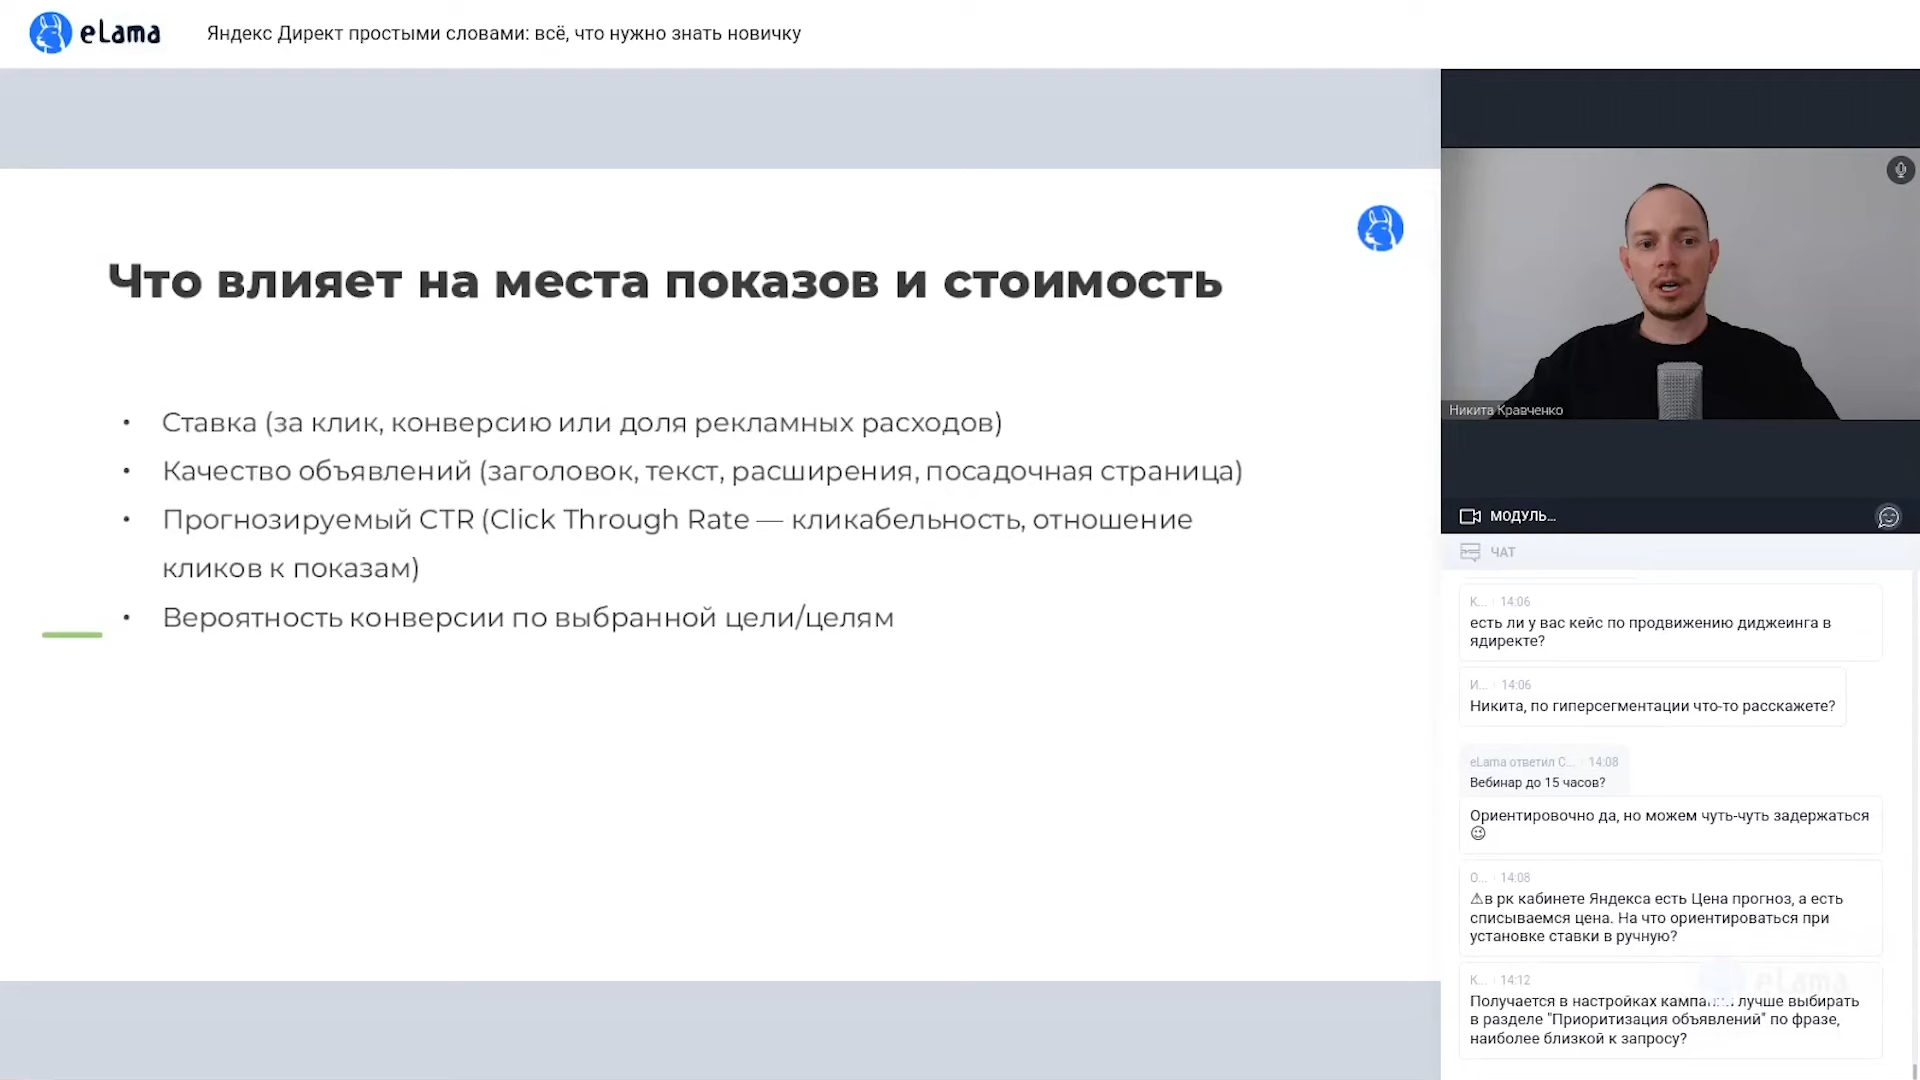 eLama
Яндекс Директ простыми словами: всё, что нужно знать новичку
Что влияет на места показов и стоимость
• Ставка (за клик, конверсию или доля рекламных расходов)
• Качество объявлений (заголовок, текст, расширения, посадочная страница)
• Прогнозируемый CTR (Click Through Rate — кликабельность, отношение
кликов к показам)
• Вероятность конверсии по выбранной цели/целям
Никита Кравченко
МОДУЛЬ...
ЧАТ
К... 14:06
есть ли у вас кейс по продвижению диджеинга в
ядиректе?
И... 14:06
Никита, по гиперсегментации что-то расскажете?
eLama ответил С... 14:08
Вебинар до 15 часов?
Ориентировочно да, но можем чуть-чуть задержаться
😉
О... 14:08
⚠в рк кабинете Яндекса есть Цена прогноз, а есть
списываемся цена. На что ориентироваться при
установке ставки в ручную?
eLama
К... 14:12
Получается в настройках лучше выбирать
в разделе "Приоритизация объявлений" по фразе,
наиболее близкой к запросу?